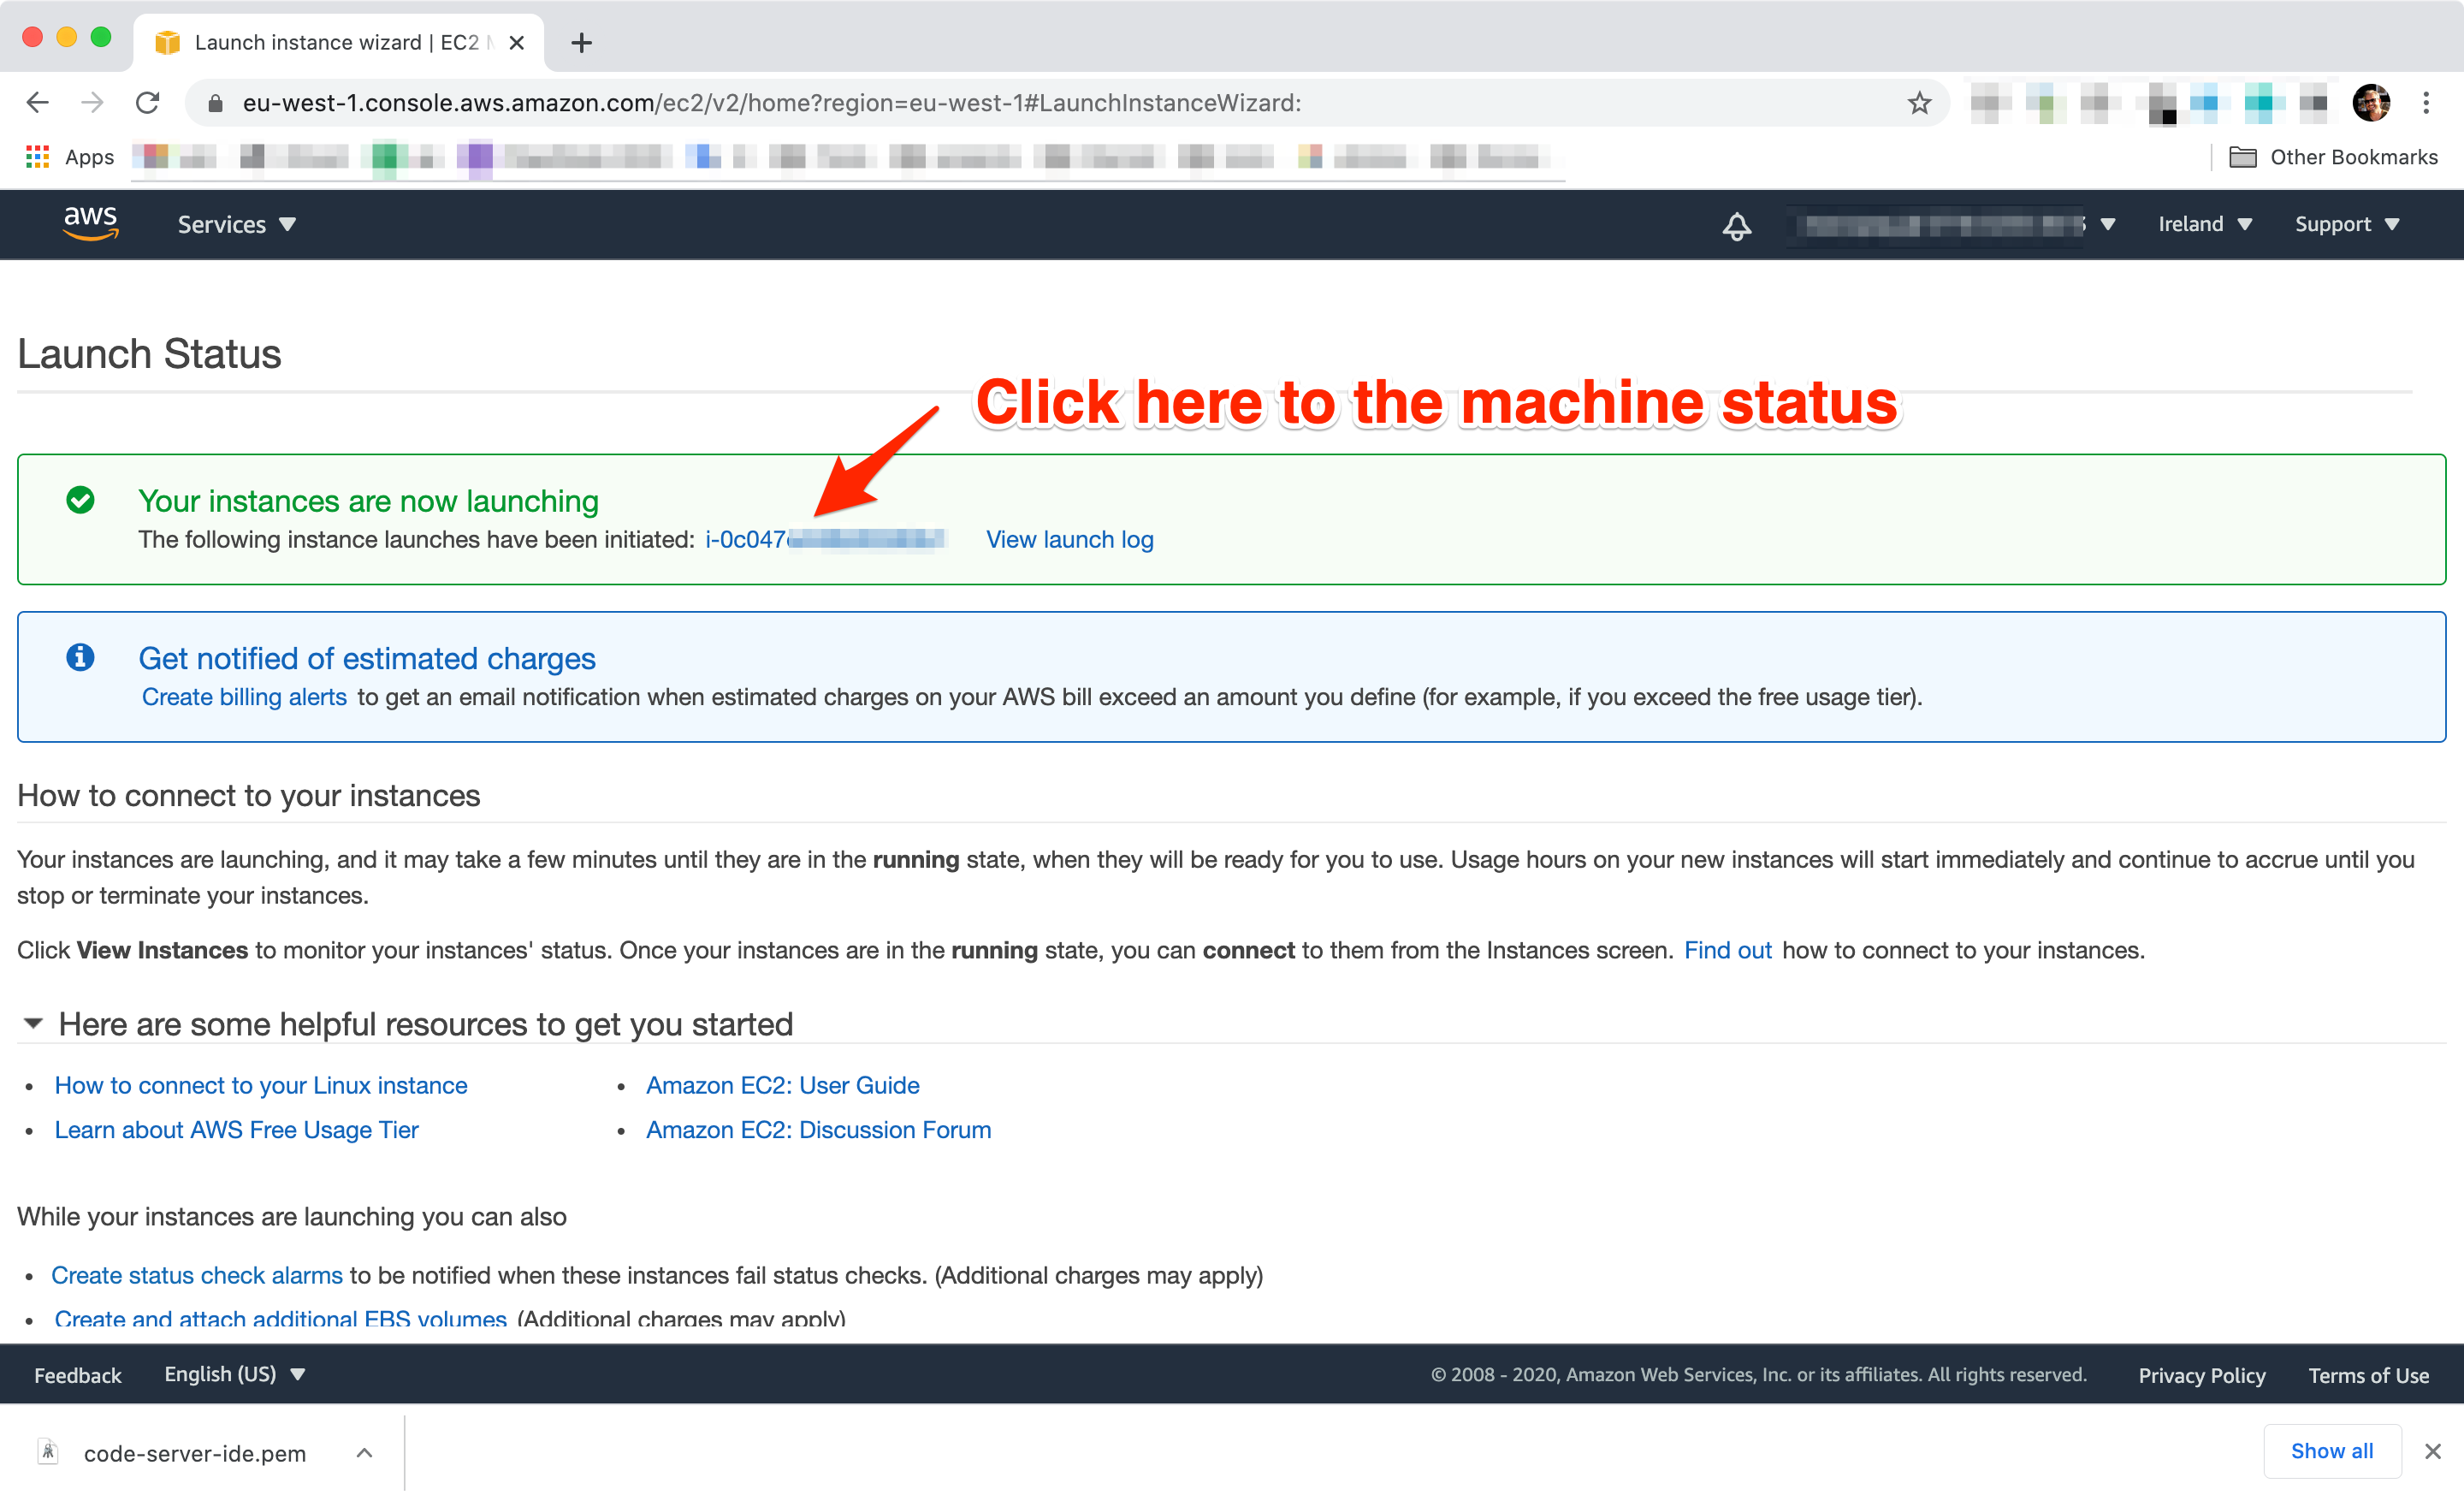 Launch instance wizard | EC2
eu-west-1.console.aws.amazon.com/ec2/v2/home?region=eu-west-1#LaunchInstanceWizard:
Apps
Other Bookmarks
aws Services Ireland Support
Launch Status
Click here to the machine status
Your instances are now launching
The following instance launches have been initiated: i-0c047 View launch log
Get notified of estimated charges
Create billing alerts to get an email notification when estimated charges on your AWS bill exceed an amount you define (for example, if you exceed the free usage tier).
How to connect to your instances
Your instances are launching, and it may take a few minutes until they are in the running state, when they will be ready for you to use. Usage hours on your new instances will start immediately and continue to accrue until you
stop or terminate your instances.
Click View Instances to monitor your instances' status. Once your instances are in the running state, you can connect to them from the Instances screen. Find out how to connect to your instances.
Here are some helpful resources to get you started
• How to connect to your Linux instance • Amazon EC2: User Guide
• Learn about AWS Free Usage Tier • Amazon EC2: Discussion Forum
While your instances are launching you can also
• Create status check alarms to be notified when these instances fail status checks. (Additional charges may apply)
• Create and attach additional EBS volumes (Additional charges may apply)
Feedback English (US) © 2008 - 2020, Amazon Web Services, Inc. or its affiliates. All rights reserved. Privacy Policy Terms of Use
code-server-ide.pem Show all